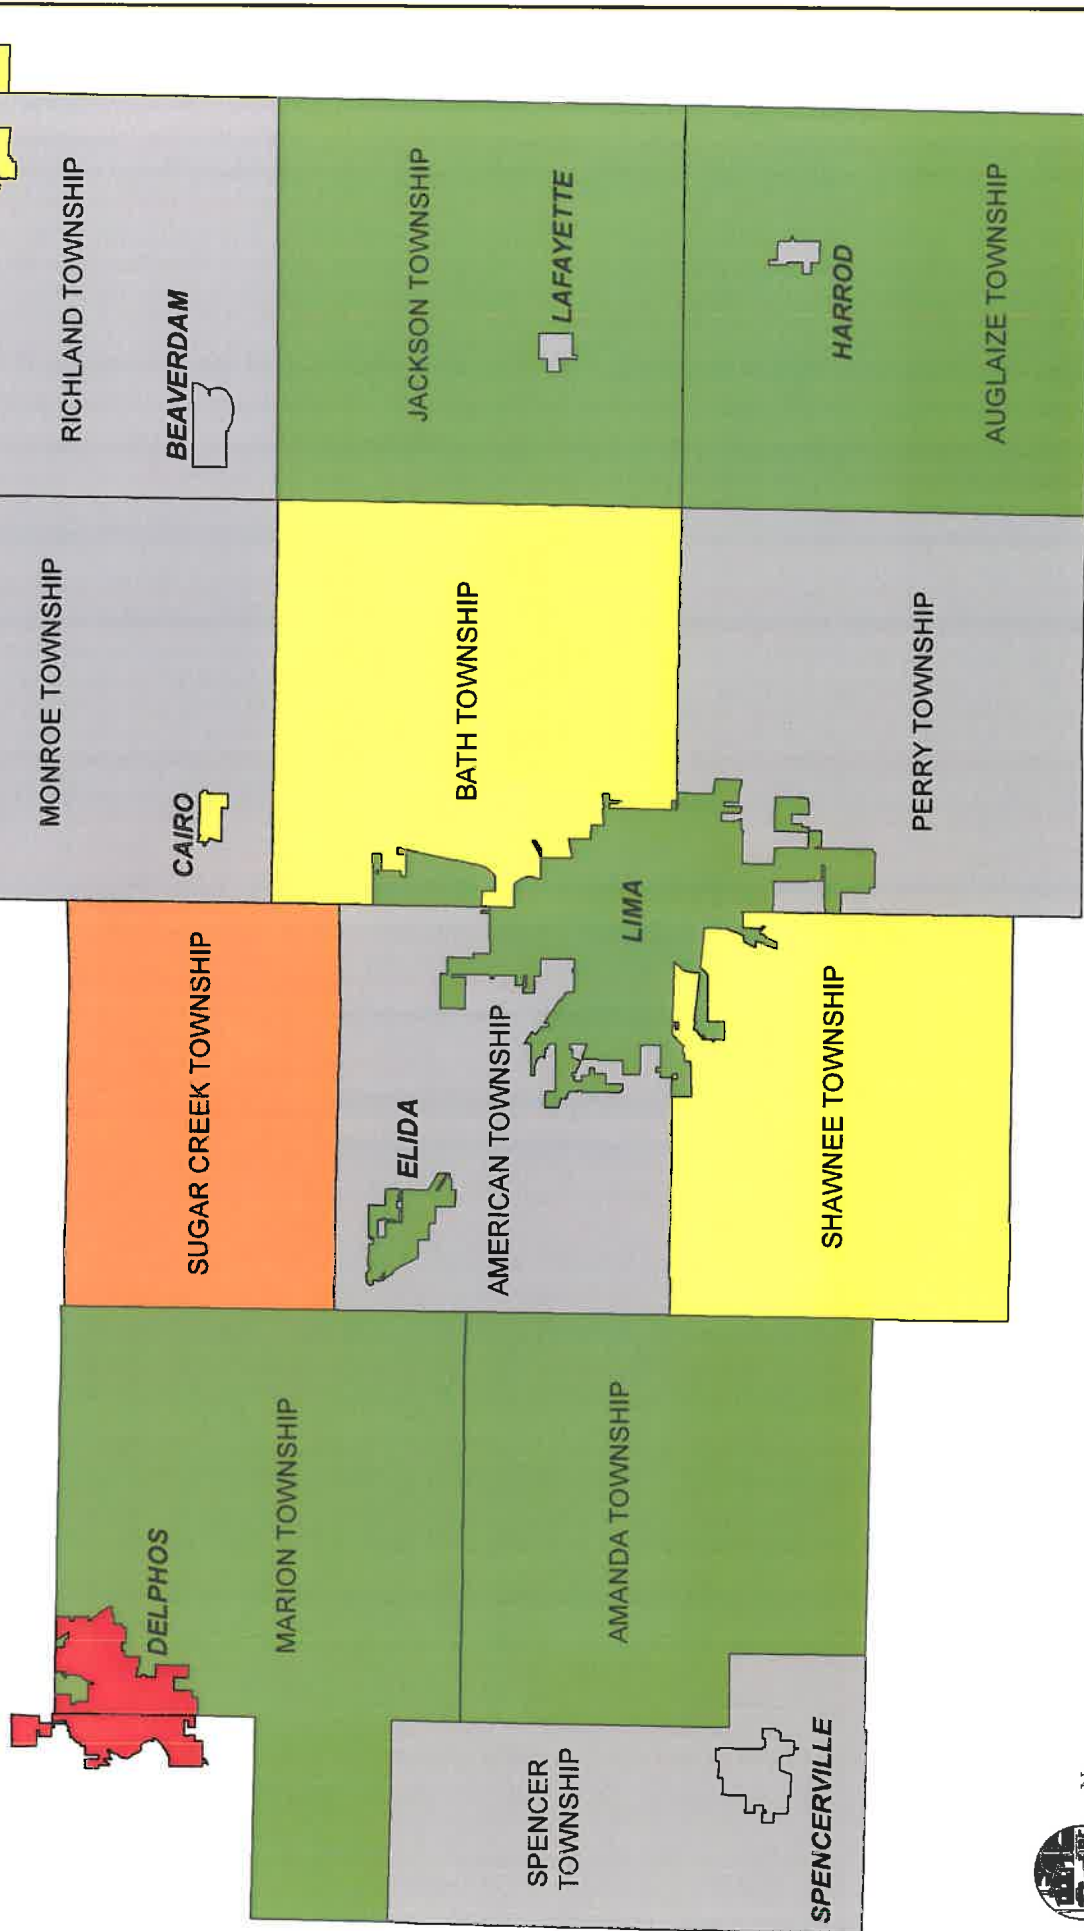 DELPHOS
MARION TOWNSHIP
AMANDA TOWNSHIP
SPENCER
TOWNSHIP
SPENCERVILLE
SUGAR CREEK TOWNSHIP
ELIDA
AMERICAN TOWNSHIP
SHAWNEE TOWNSHIP
MONROE TOWNSHIP
CAIRO
BATH TOWNSHIP
LIMA
PERRY TOWNSHIP
RICHLAND TOWNSHIP
BEAVERDAM
JACKSON TOWNSHIP
LAFAYETTE
HARROD
AUGLAIZE TOWNSHIP